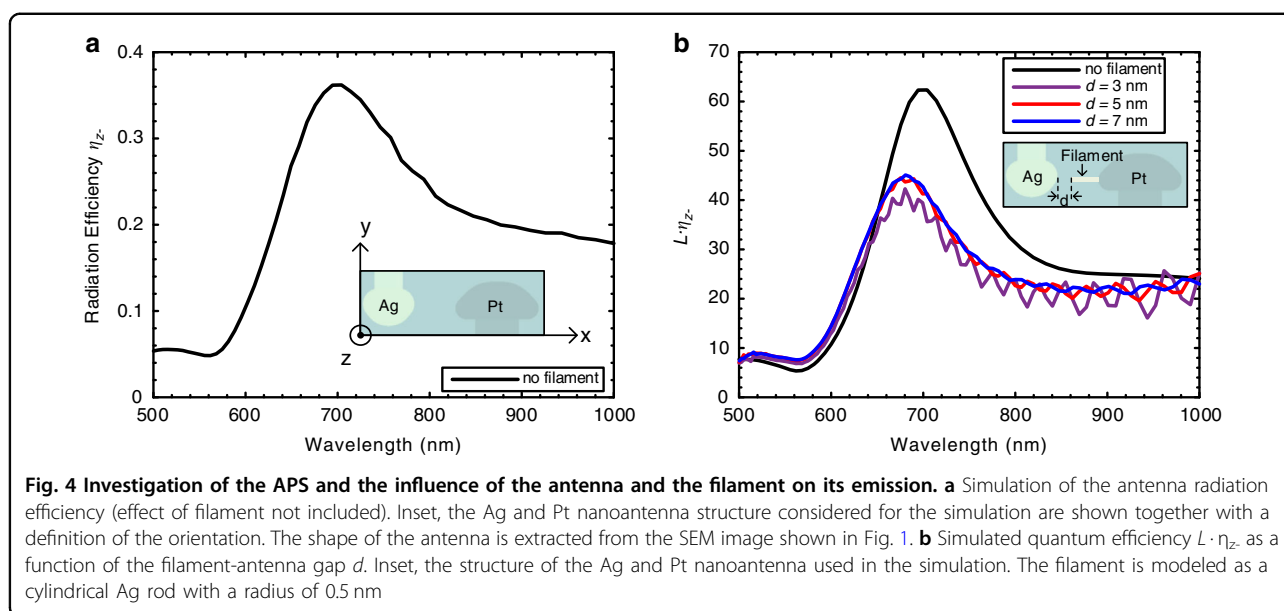 a
0.4
0.3
0.2
0.1
0
Radiation Efficiency ηz-
y
Ag
Pt
x
z
no filament
500
600
700
800
900
1000
Wavelength (nm)
b
70
60
50
40
30
20
10
0
L·ηz-
no filament
d = 3 nm
d = 5 nm
d = 7 nm
Filament
Ag
d
Pt
500
600
700
800
900
1000
Wavelength (nm)
Fig. 4 Investigation of the APS and the influence of the antenna and the filament on its emission. a Simulation of the antenna radiation
efficiency (effect of filament not included). Inset, the Ag and Pt nanoantenna structure considered for the simulation are shown together with a
definition of the orientation. The shape of the antenna is extracted from the SEM image shown in Fig. 1. b Simulated quantum efficiency L · ηz- as a
function of the filament-antenna gap d. Inset, the structure of the Ag and Pt nanoantenna used in the simulation. The filament is modeled as a
cylindrical Ag rod with a radius of 0.5 nm